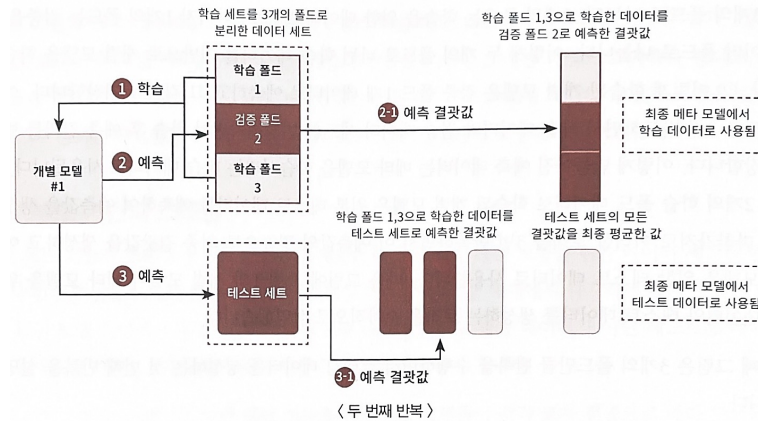 학습 세트를 3개의 폴드로
분리한 데이터 세트
학습 폴드 1,3으로 학습한 데이터를
검증 폴드 2로 예측한 결괏값
1 학습
학습 폴드
1
검증 폴드
2
학습 폴드
3
2-1 예측 결괏값
최종 메타 모델에서
학습 데이터로 사용됨
개별 모델
#1
2 예측
학습 폴드 1,3으로 학습한 데이터를
테스트 세트로 예측한 결괏값
테스트 세트의 모든
결괏값을 최종 평균한 값
3 예측
테스트 세트
최종 메타 모델에서
테스트 데이터로 사용됨
3-1 예측 결괏값
〈 두 번째 반복 〉